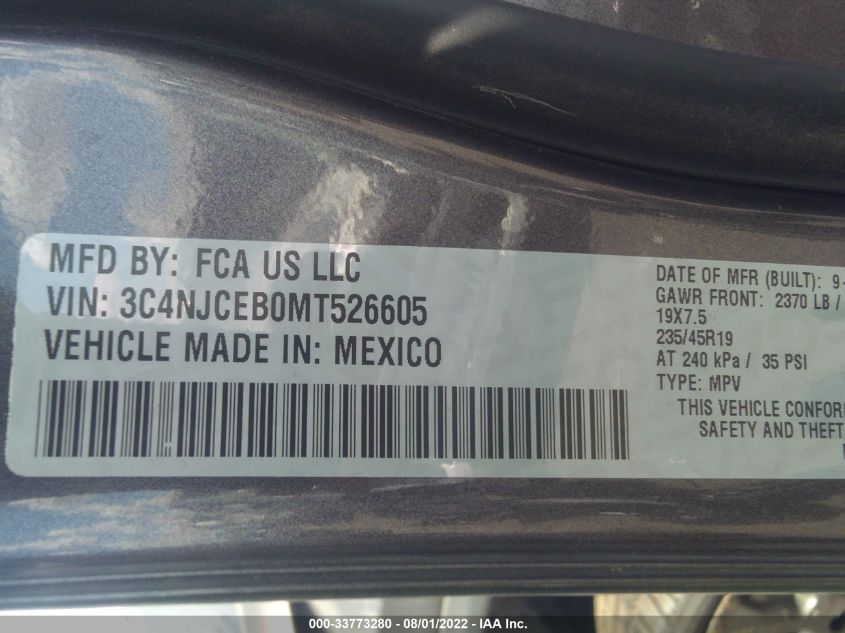 MFD BY: FCA US LLC
VIN: 3C4NJCEB0MT526605
VEHICLE MADE IN: MEXICO
DATE OF MFR (BUILT): 9-
GAWR FRONT: 2370 LB /
19X7.5
235/45R19
AT 240 kPa / 35 PSI
TYPE: MPV
THIS VEHICLE CONFOR
SAFETY AND THEFT
000-33773280 - 08/01/2022 - IAA Inc.